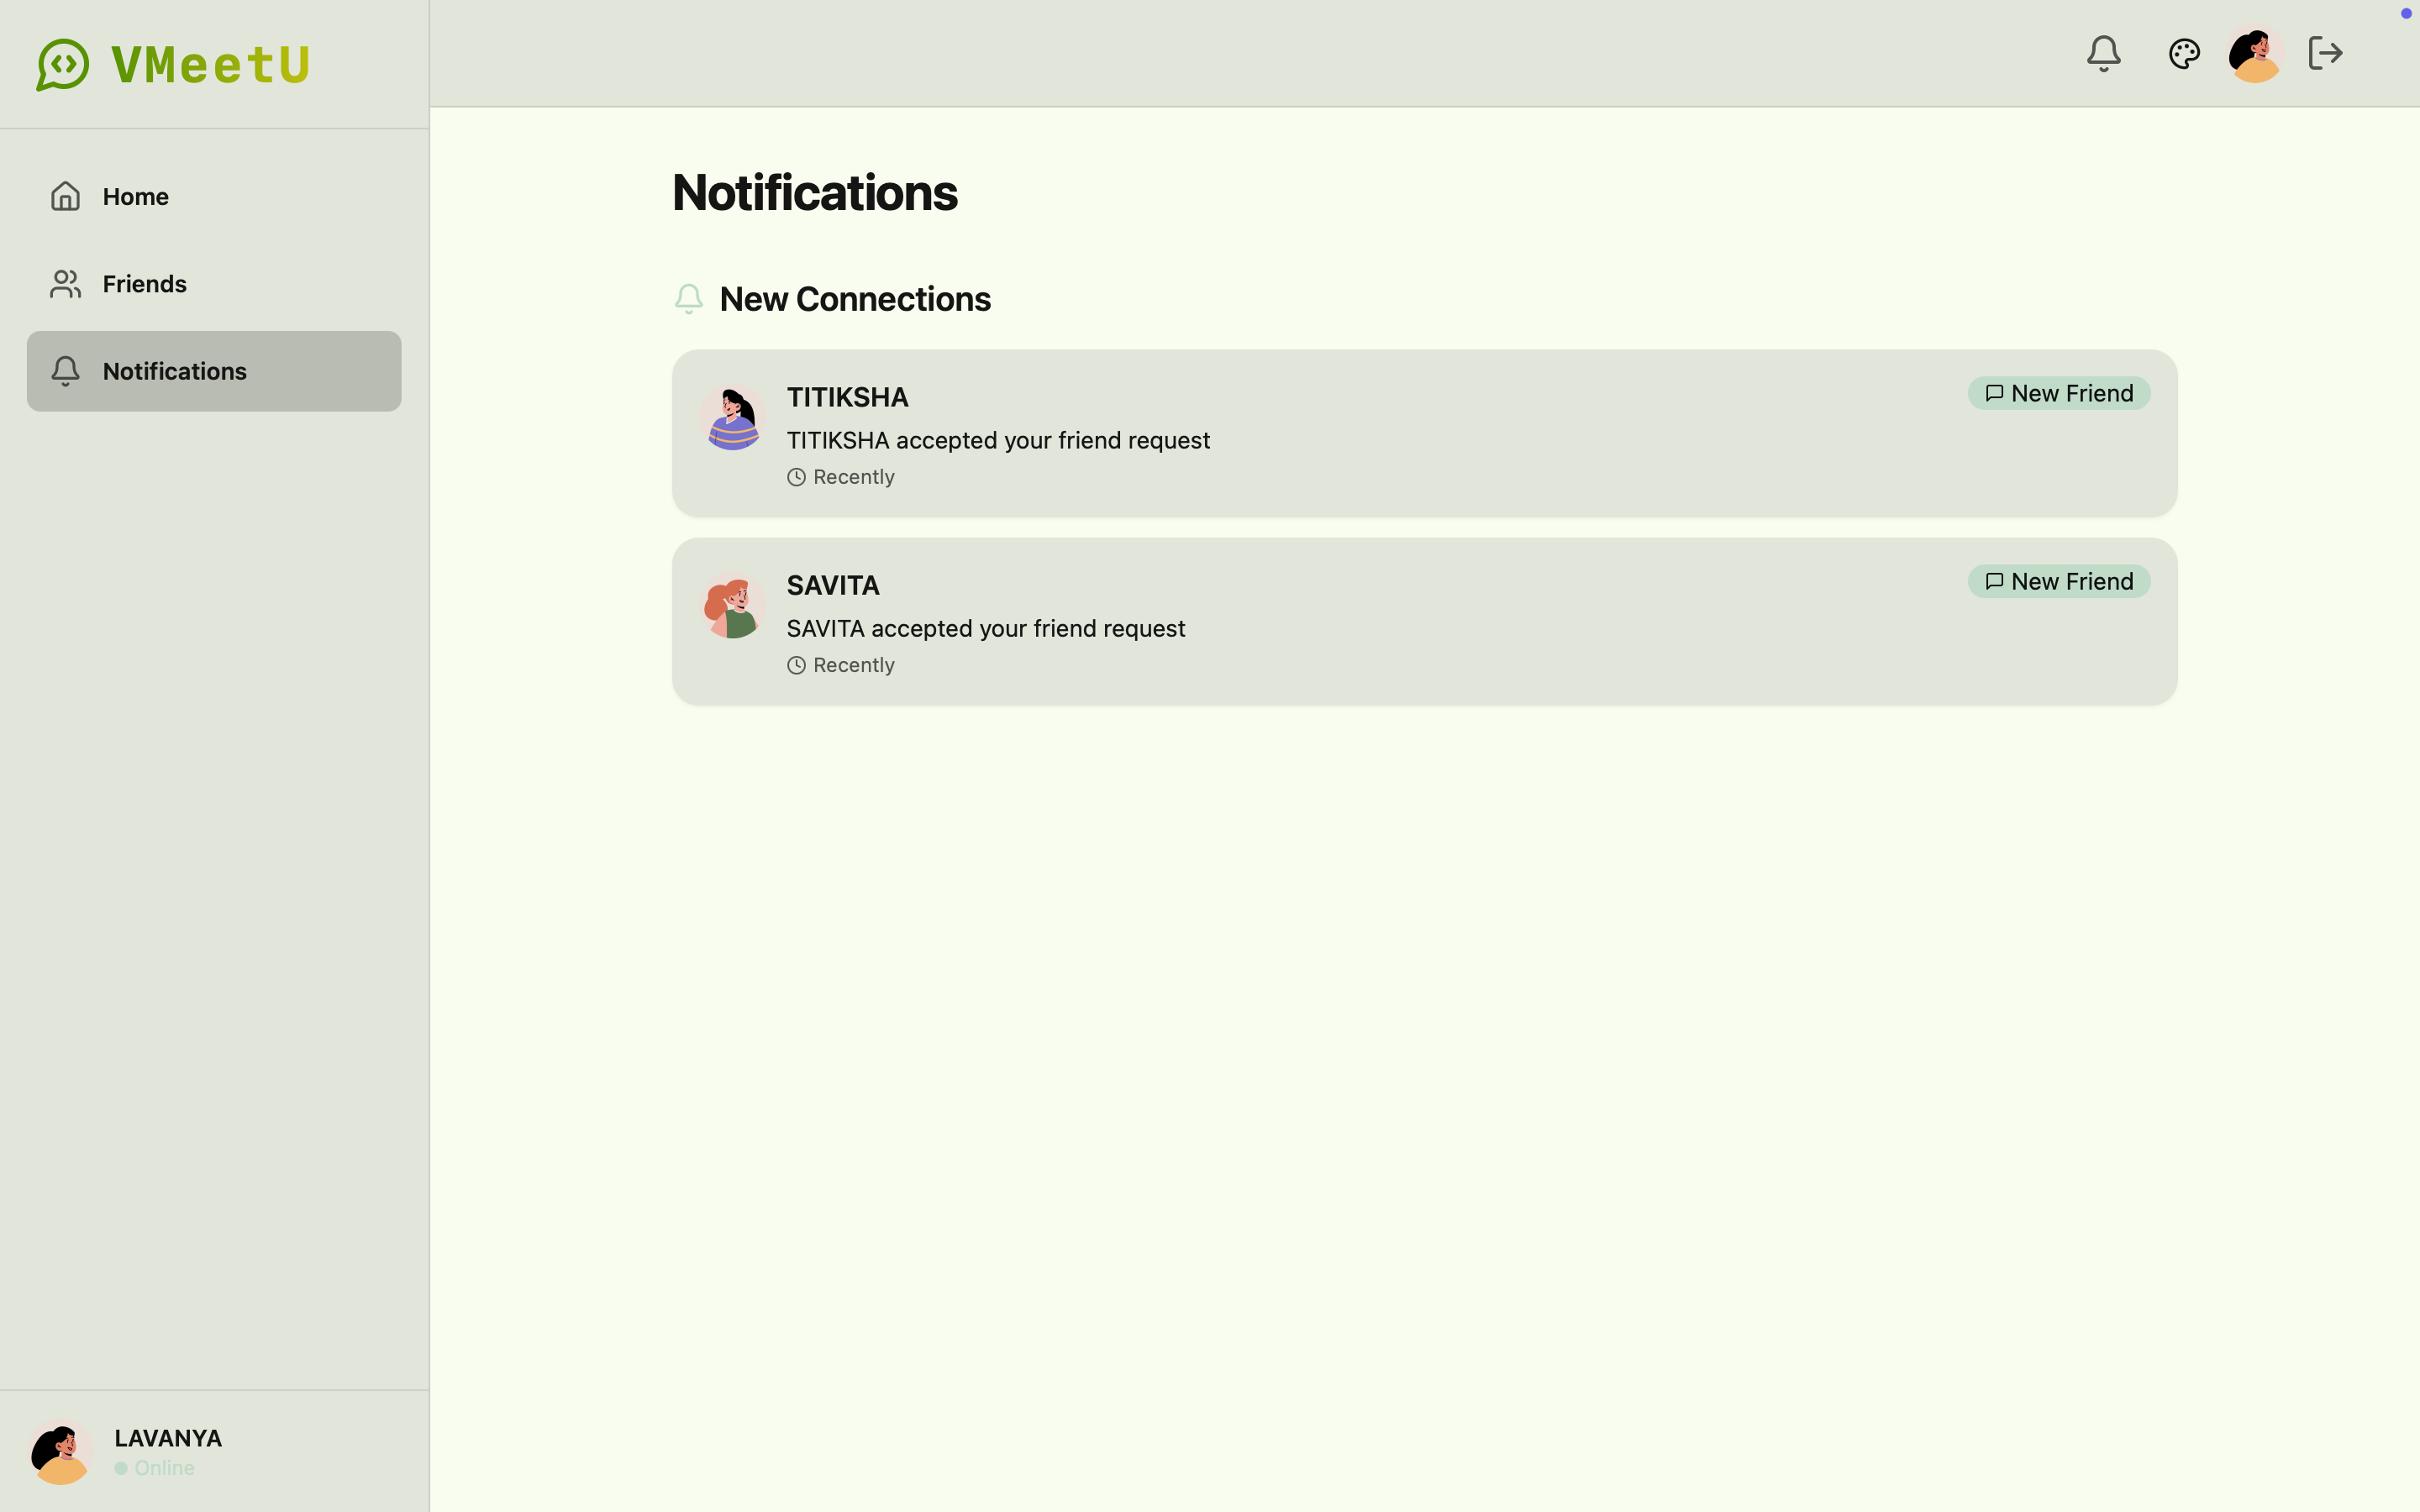 VMeetU
Home
Friends
Notifications
Notifications
New Connections
TITIKSHA
New Friend
TITIKSHA accepted your friend request
Recently
SAVITA
New Friend
SAVITA accepted your friend request
Recently
LAVANYA
Online